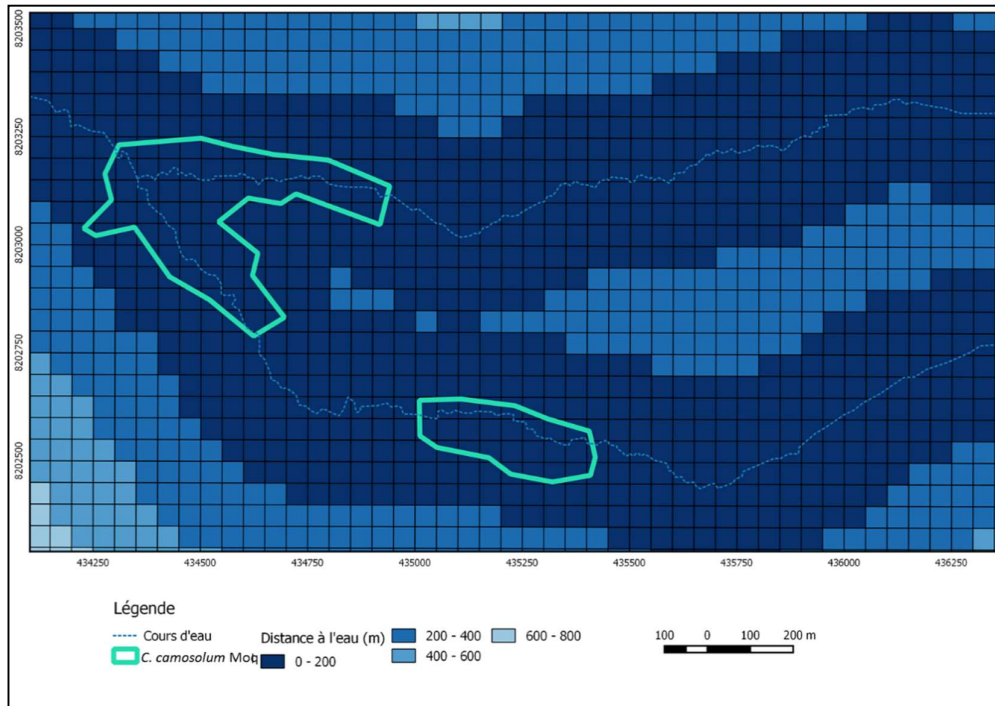 8203500
8203250
8203000
8202750
8202500
434250 434500 434750 435000 435250 435500 435750 436000 436250
Légende
Cours d'eau
C. camosolum Moq
Distance à l'eau (m)
0 - 200
200 - 400
400 - 600
600 - 800
100 0 100 200 m